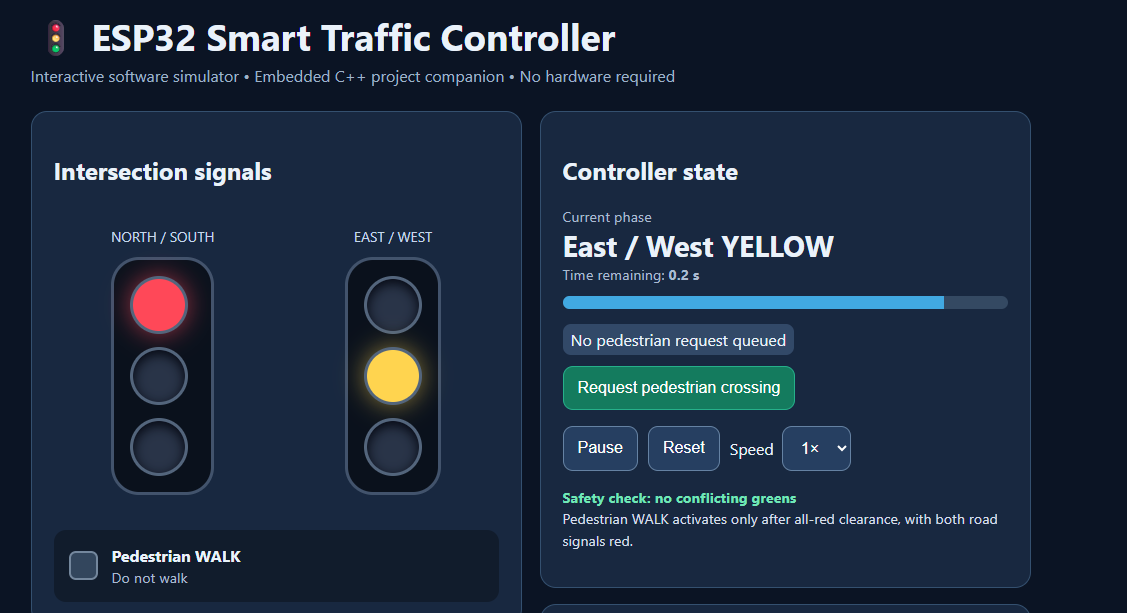 ESP32 Smart Traffic Controller
Interactive software simulator • Embedded C++ project companion • No hardware required
Intersection signals
NORTH / SOUTH
EAST / WEST
Pedestrian WALK
Do not walk
Controller state
Current phase
East / West YELLOW
Time remaining: 0.2 s
No pedestrian request queued
Request pedestrian crossing
Pause Reset Speed 1×
Safety check: no conflicting greens
Pedestrian WALK activates only after all-red clearance, with both road
signals red.